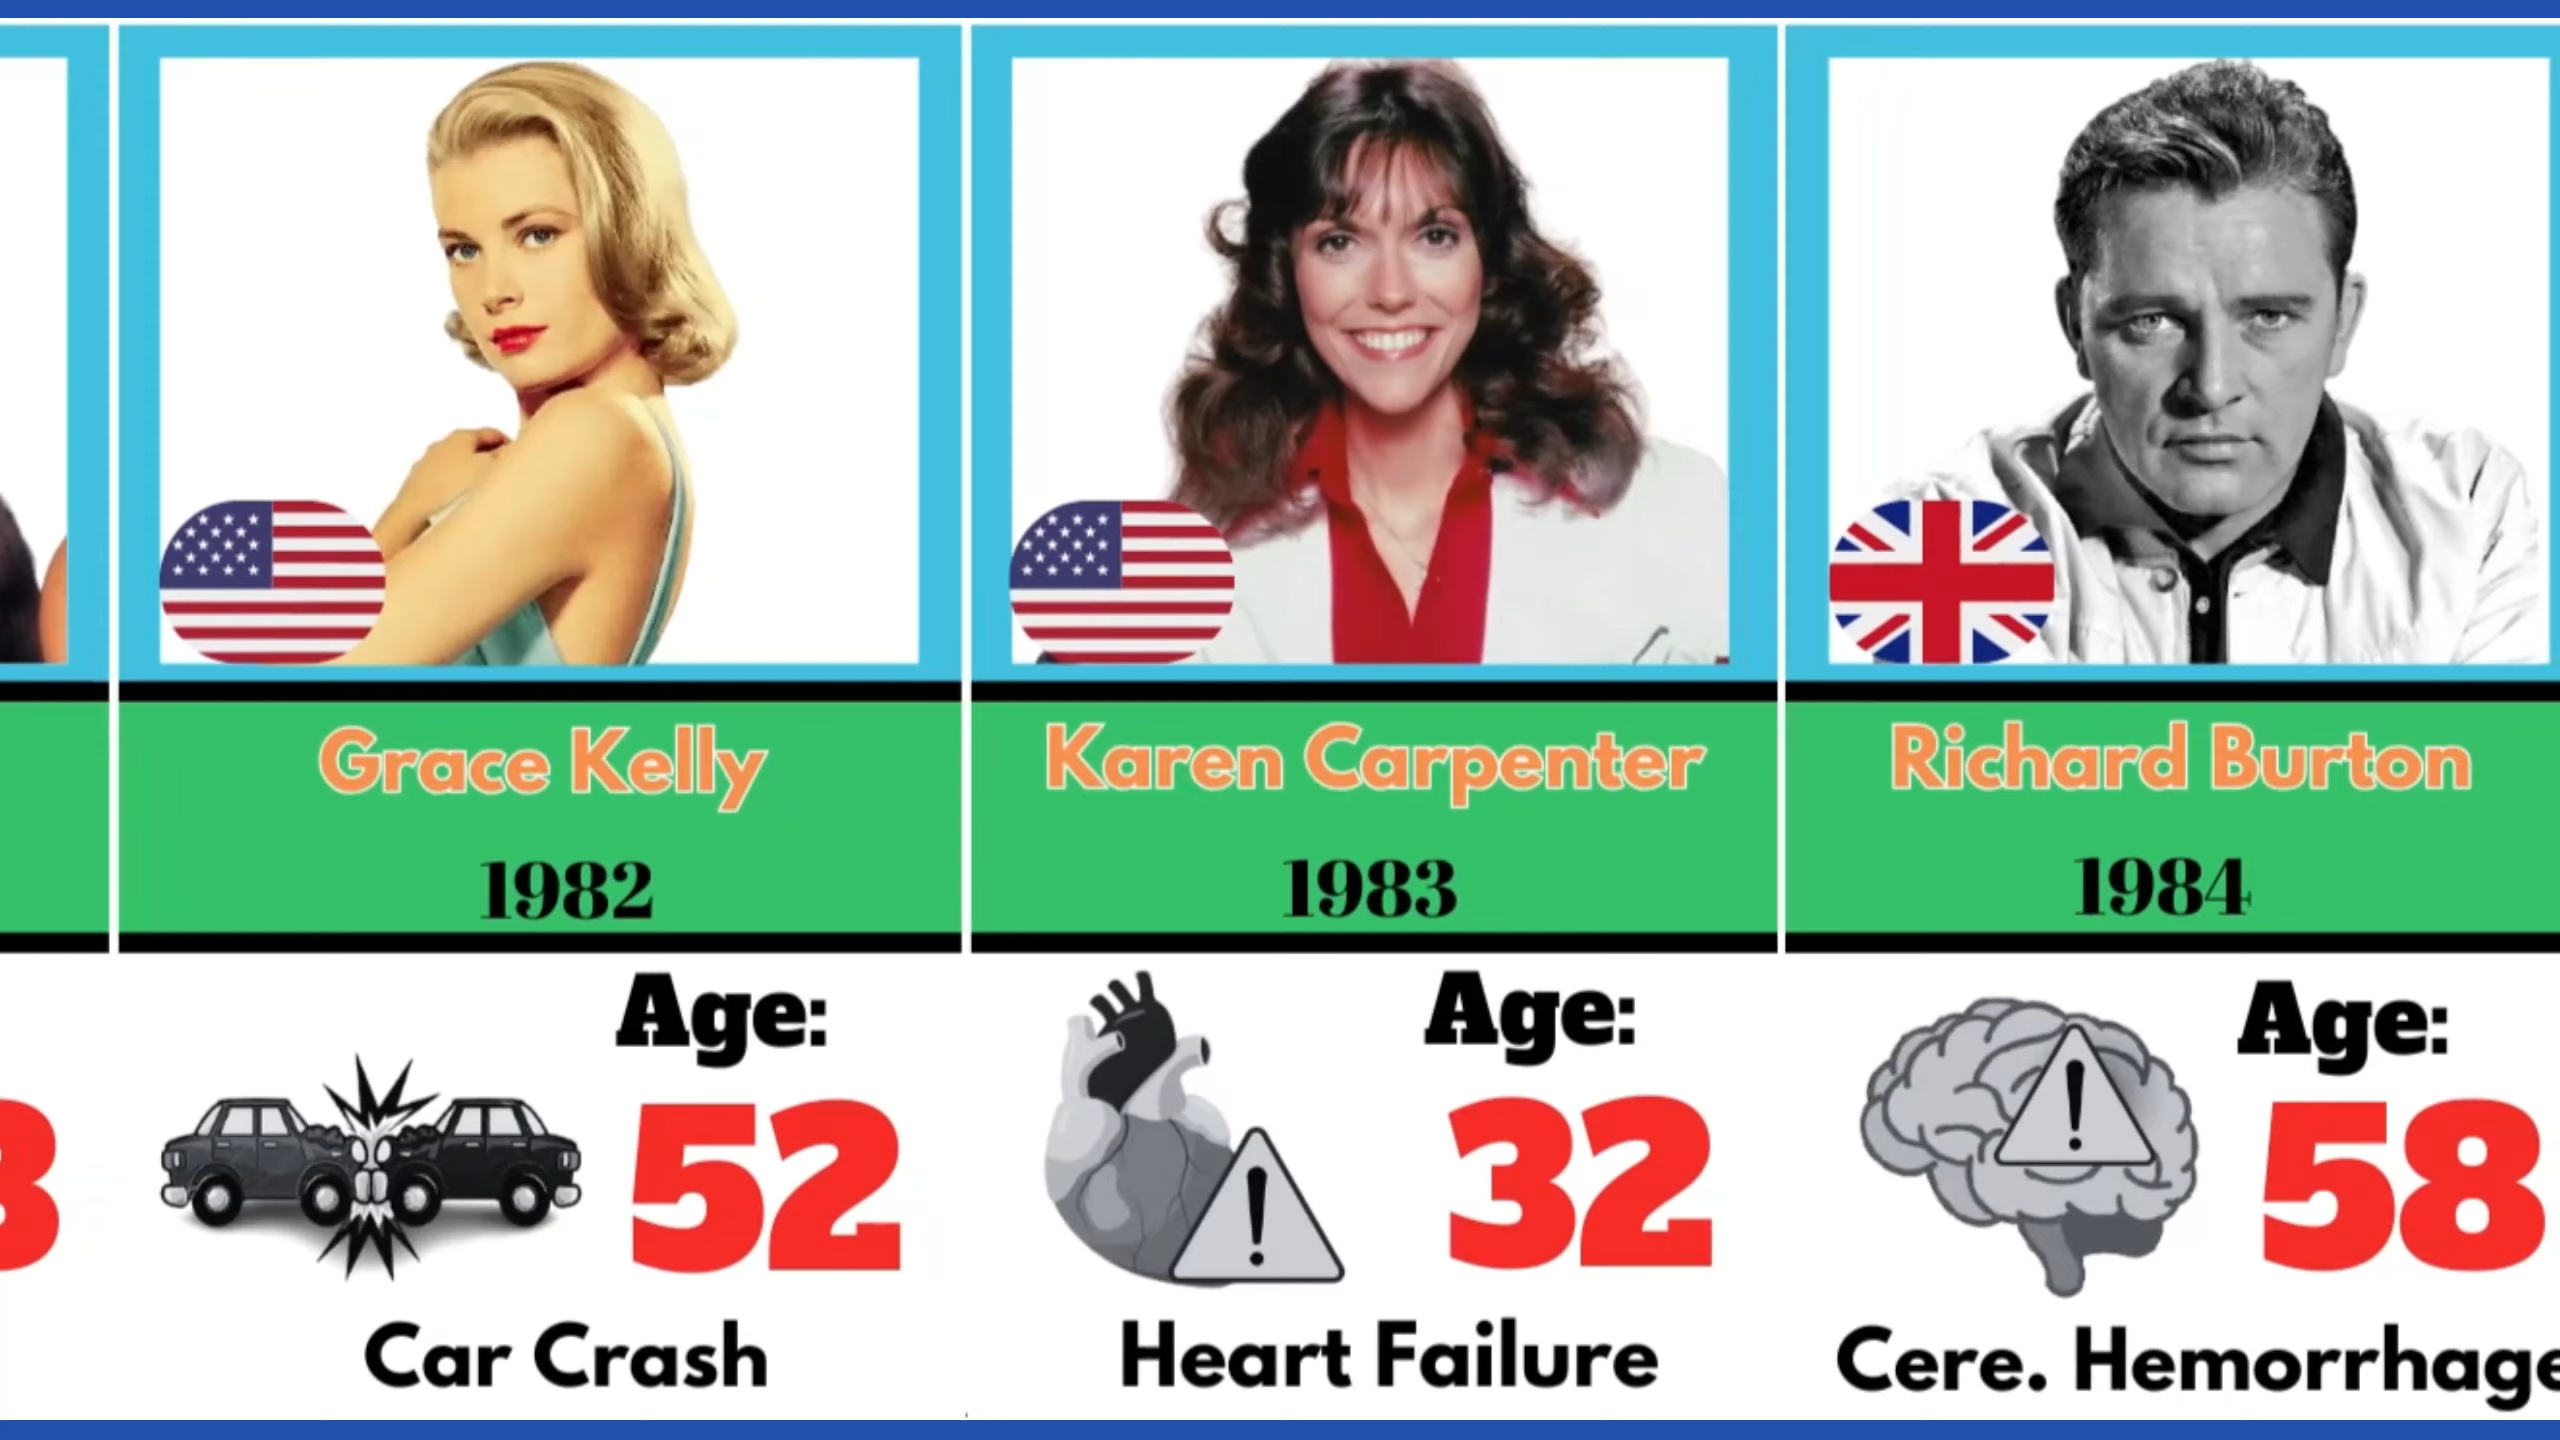 Grace Kelly
1982
Age:
52
Car Crash
Karen Carpenter
1983
Age:
32
Heart Failure
Richard Burton
1984
Age:
58
Cere. Hemorrhage